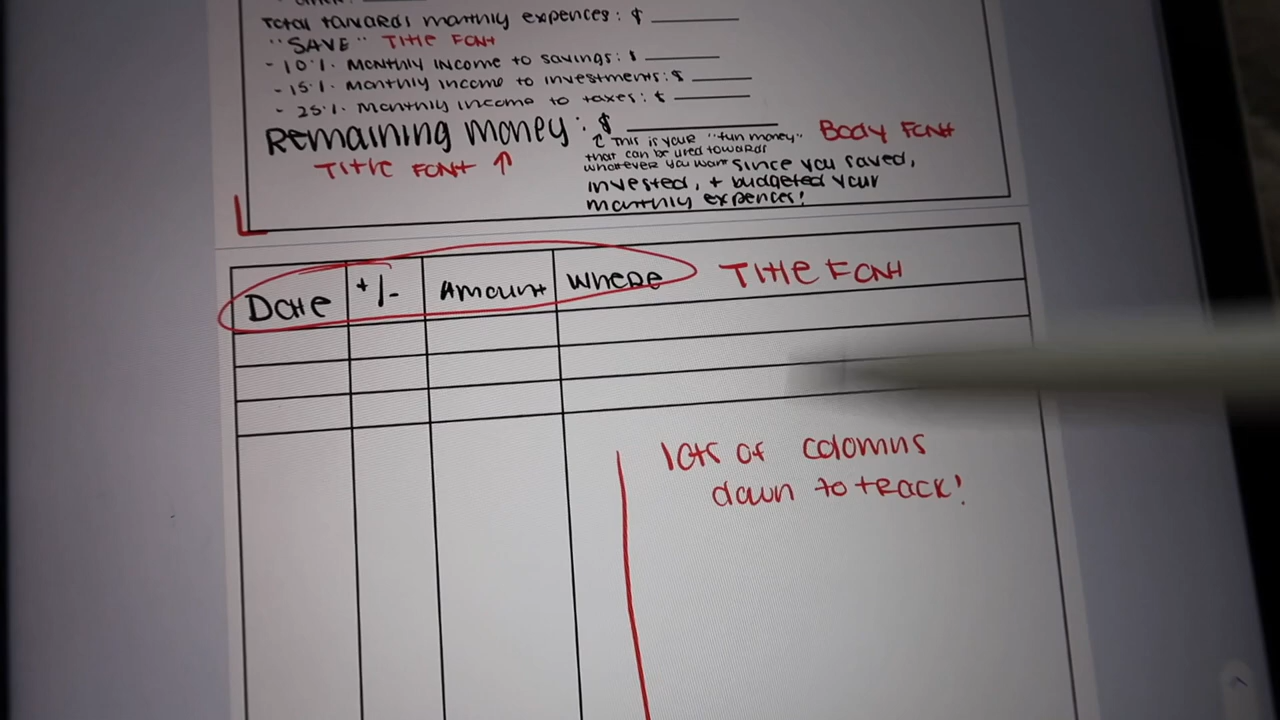 Total towards monthly expences: $
"SAVE" TITLE FONT
- 10%. MONTHLY INCOME to savings: $
- 15%. Monthly income to investments: $
- 25%. Monthly income to taxes: $
Remaining Money: $
TITLE FONT ↑
↑ This is your "fun money" BODY FONT
that can be used towards
whatever you want since you saved,
invested, + budgeted your
monthly expences!
Date +/- Amount Where TITLE FONT
lots of colomns
down to track!